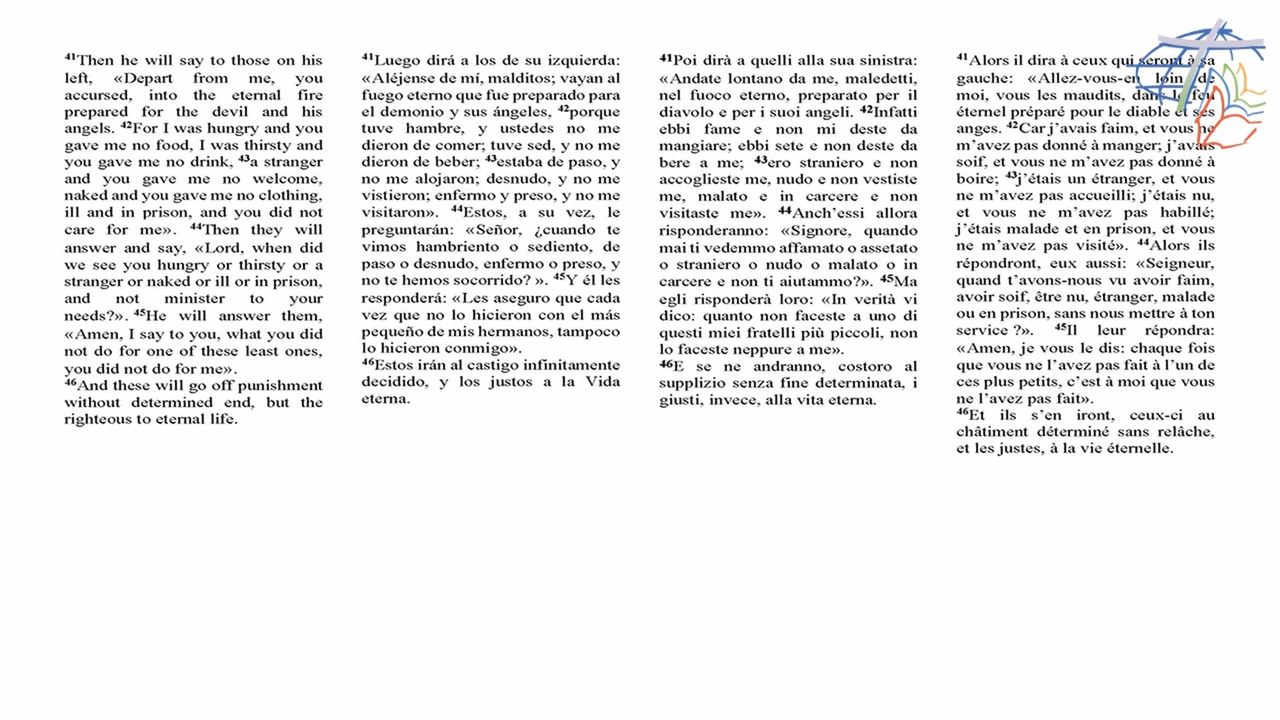 ⁴¹Then he will say to those on his
left, «Depart from me, you
accursed, into the eternal fire
prepared for the devil and his
angels. ⁴²For I was hungry and you
gave me no food, I was thirsty and
you gave me no drink, ⁴³a stranger
and you gave me no welcome,
naked and you gave me no clothing,
ill and in prison, and you did not
care for me». ⁴⁴Then they will
answer and say, «Lord, when did
we see you hungry or thirsty or a
stranger or naked or ill or in prison,
and not minister to your
needs?». ⁴⁵He will answer them,
«Amen, I say to you, what you did
not do for one of these least ones,
you did not do for me».
⁴⁶And these will go off punishment
without determined end, but the
righteous to eternal life.
⁴¹Luego dirá a los de su izquierda:
«Aléjense de mí, malditos; vayan al
fuego eterno que fue preparado para
el demonio y sus ángeles, ⁴²porque
tuve hambre, y ustedes no me
dieron de comer; tuve sed, y no me
dieron de beber; ⁴³estaba de paso, y
no me alojaron; desnudo, y no me
vistieron; enfermo y preso, y no me
visitaron». ⁴⁴Estos, a su vez, le
preguntarán: «Señor, ¿cuando te
vimos hambriento o sediento, de
paso o desnudo, enfermo o preso, y
no te hemos socorrido? ». ⁴⁵Y él les
responderá: «Les aseguro que cada
vez que no lo hicieron con el más
pequeño de mis hermanos, tampoco
lo hicieron conmigo».
⁴⁶Estos irán al castigo infinitamente
decidido, y los justos a la Vida
eterna.
⁴¹Poi dirà a quelli alla sua sinistra:
«Andate lontano da me, maledetti,
nel fuoco eterno, preparato per il
diavolo e per i suoi angeli. ⁴²Infatti
ebbi fame e non mi deste da
mangiare; ebbi sete e non deste da
bere a me; ⁴³ero straniero e non
accoglieste me, nudo e non vestiste
me, malato e in carcere e non
visitaste me». ⁴⁴Anch'essi allora
risponderanno: «Signore, quando
mai ti vedemmo affamato o assetato
o straniero o nudo o malato o in
carcere e non ti aiutammo?». ⁴⁵Ma
egli risponderà loro: «In verità vi
dico: quanto non faceste a uno di
questi miei fratelli più piccoli, non
lo faceste neppure a me».
⁴⁶E se ne andranno, costoro al
supplizio senza fine determinata, i
giusti, invece, alla vita eterna.
⁴¹Alors il dira à ceux qui seront à sa
gauche: «Allez-vous-en loin de
moi, vous les maudits, dans le feu
éternel préparé pour le diable et ses
anges. ⁴²Car j'avais faim, et vous ne
m'avez pas donné à manger; j'avais
soif, et vous ne m'avez pas donné à
boire; ⁴³j'étais un étranger, et vous
ne m'avez pas accueilli; j'étais nu,
et vous ne m'avez pas habillé;
j'étais malade et en prison, et vous
ne m'avez pas visité». ⁴⁴Alors ils
répondront, eux aussi: «Seigneur,
quand t'avons-nous vu avoir faim,
avoir soif, être nu, étranger, malade
ou en prison, sans nous mettre à ton
service ?». ⁴⁵Il leur répondra:
«Amen, je vous le dis: chaque fois
que vous ne l'avez pas fait à l'un de
ces plus petits, c'est à moi que vous
ne l'avez pas fait».
⁴⁶Et ils s'en iront, ceux-ci au
châtiment déterminé sans relâche,
et les justes, à la vie éternelle.